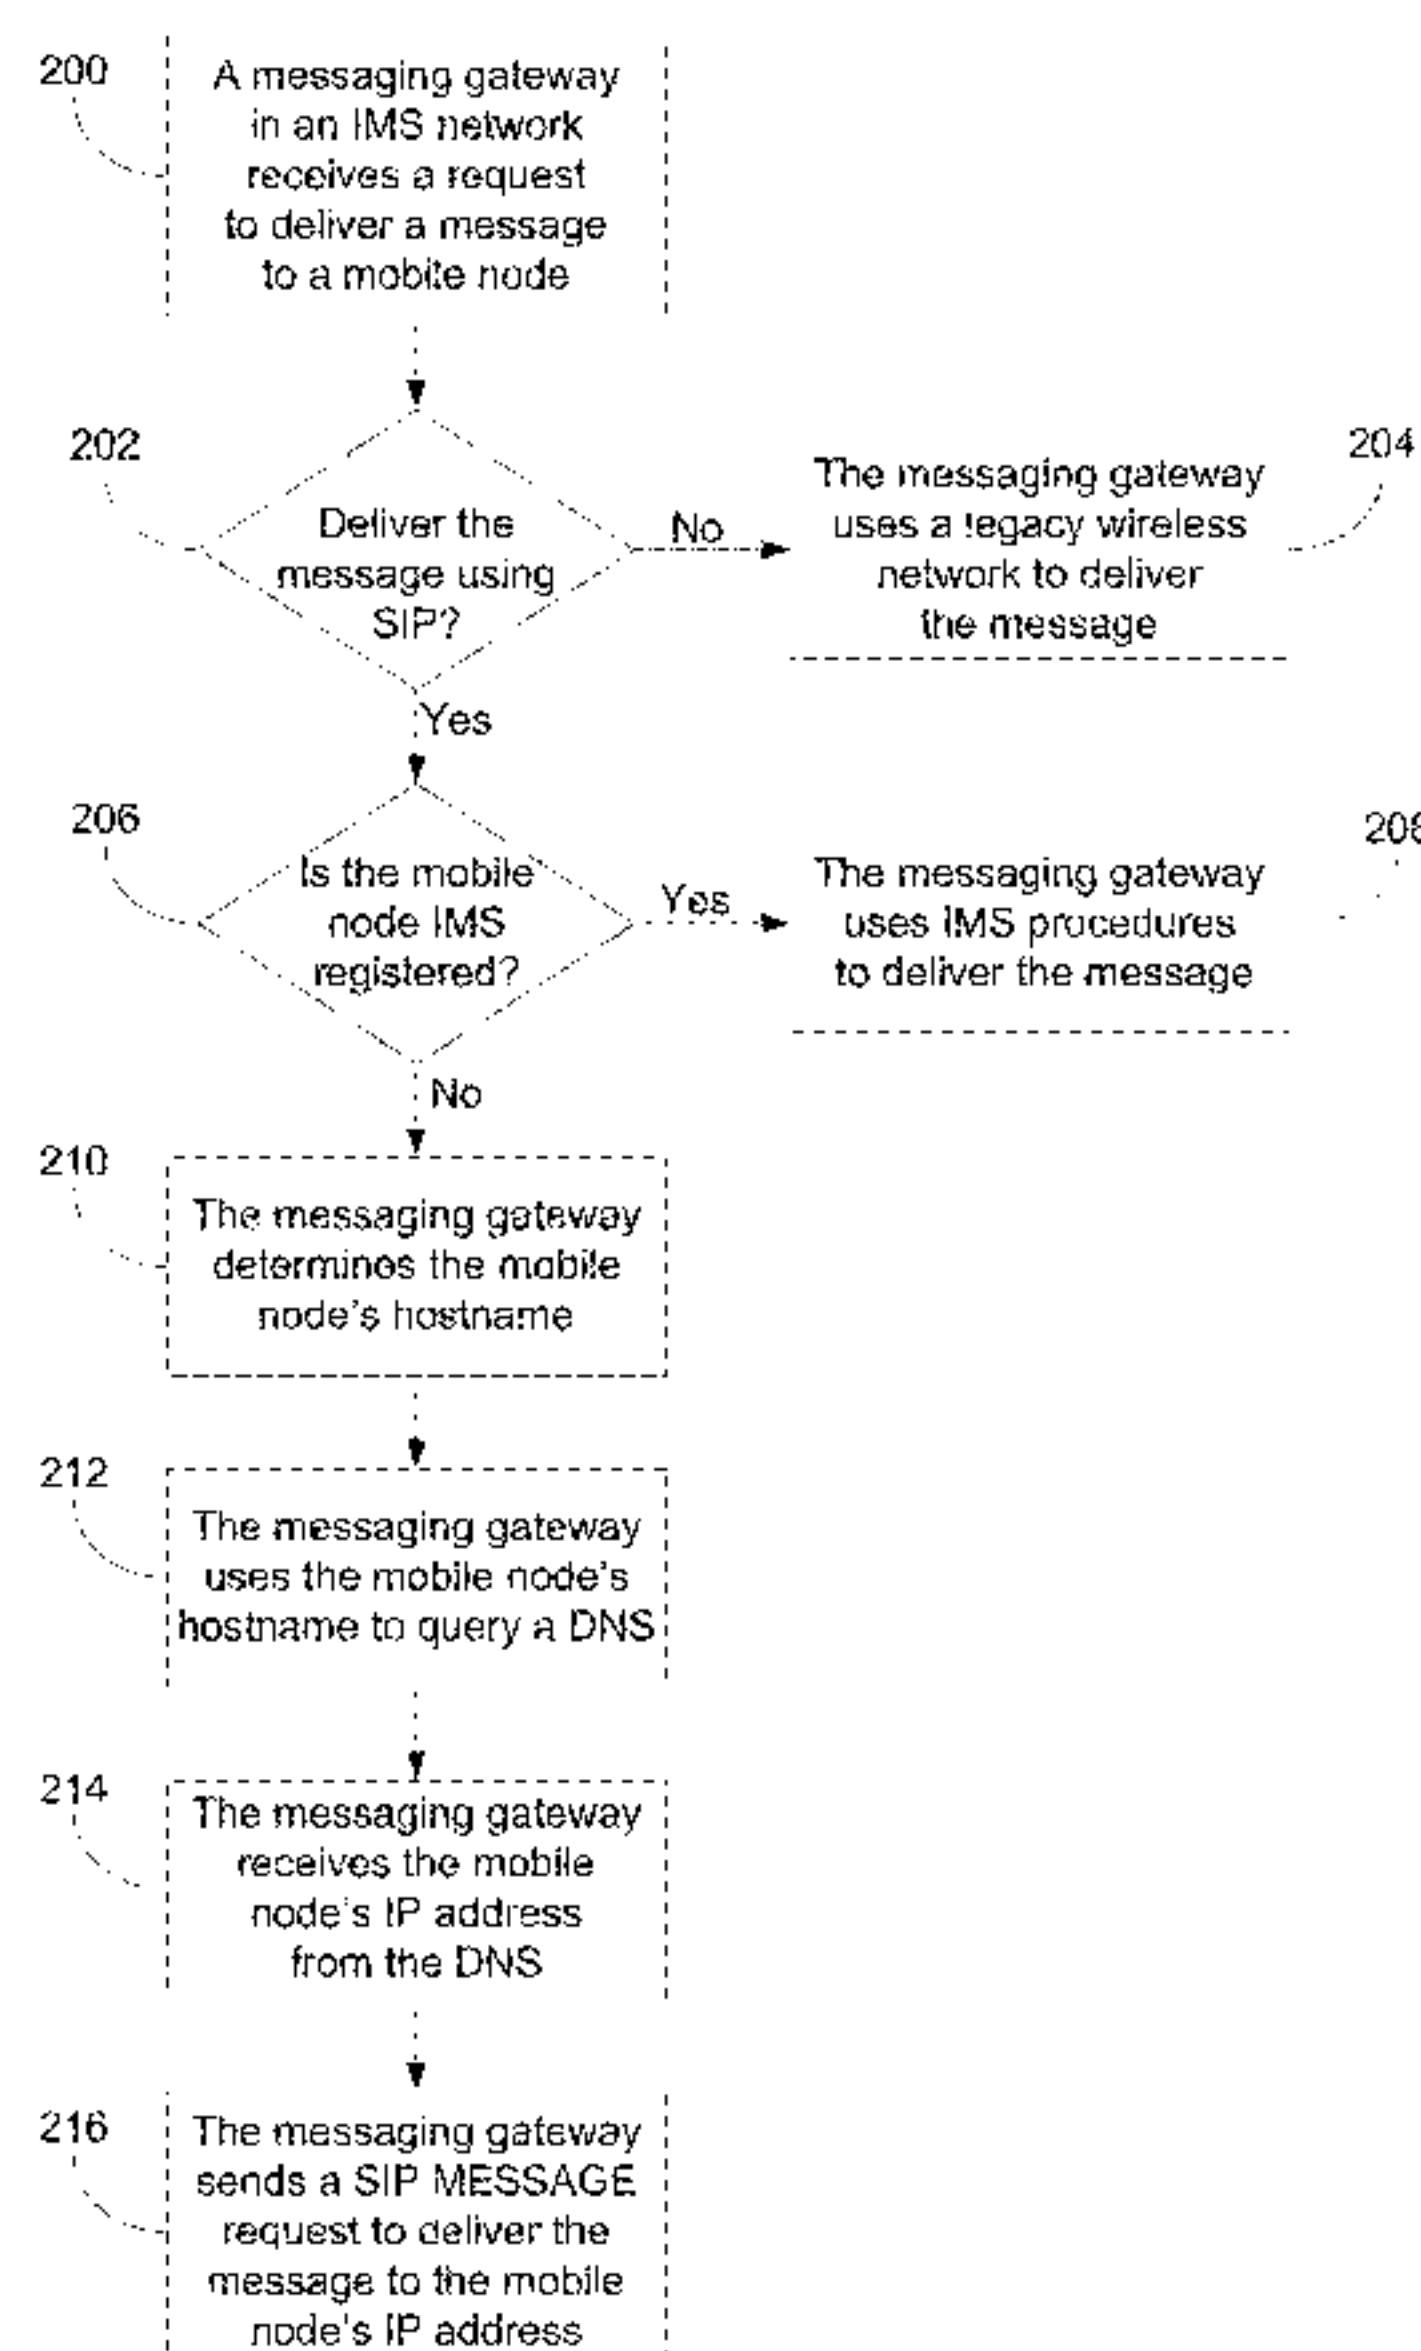 200
A messaging gateway
in an IMS network
receives a request
to deliver a message
to a mobile node
202
Deliver the
message using
SIP?
No
204
The messaging gateway
uses a legacy wireless
network to deliver
the message
Yes
206
Is the mobile
node IMS
registered?
Yes
208
The messaging gateway
uses IMS procedures
to deliver the message
No
210
The messaging gateway
determines the mobile
node's hostname
212
The messaging gateway
uses the mobile node's
hostname to query a DNS
214
The messaging gateway
receives the mobile
node's IP address
from the DNS
216
The messaging gateway
sends a SIP MESSAGE
request to deliver the
message to the mobile
node's IP address